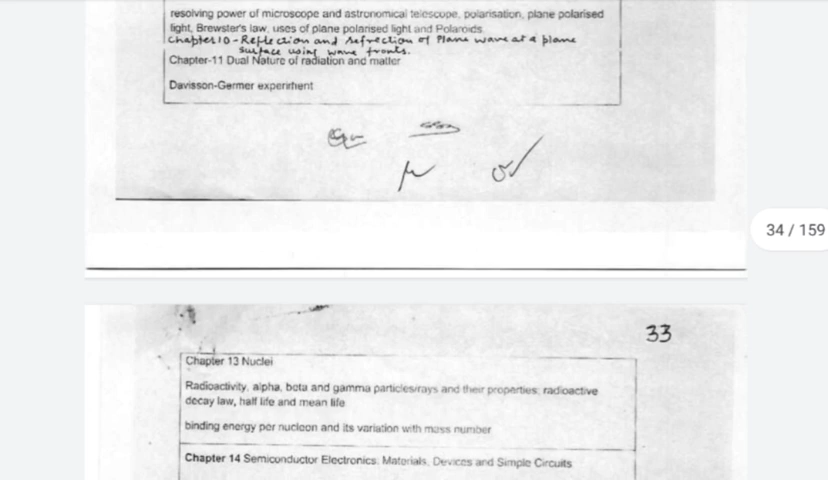 resolving power of microscope and astronomical telescope, polarisation, plane polarised
light, Brewster's law, uses of plane polarised light and Polaroids.
Chapter 10 - Reflection and refraction of Plane wave at a plane
surface using wave fronts.
Chapter-11 Dual Nature of radiation and matter
Davisson-Germer experiment
34 / 159
33
Chapter 13 Nuclei
Radioactivity, alpha, beta and gamma particles/rays and their properties; radioactive
decay law, half life and mean life
binding energy per nucleon and its variation with mass number
Chapter 14 Semiconductor Electronics: Materials, Devices and Simple Circuits